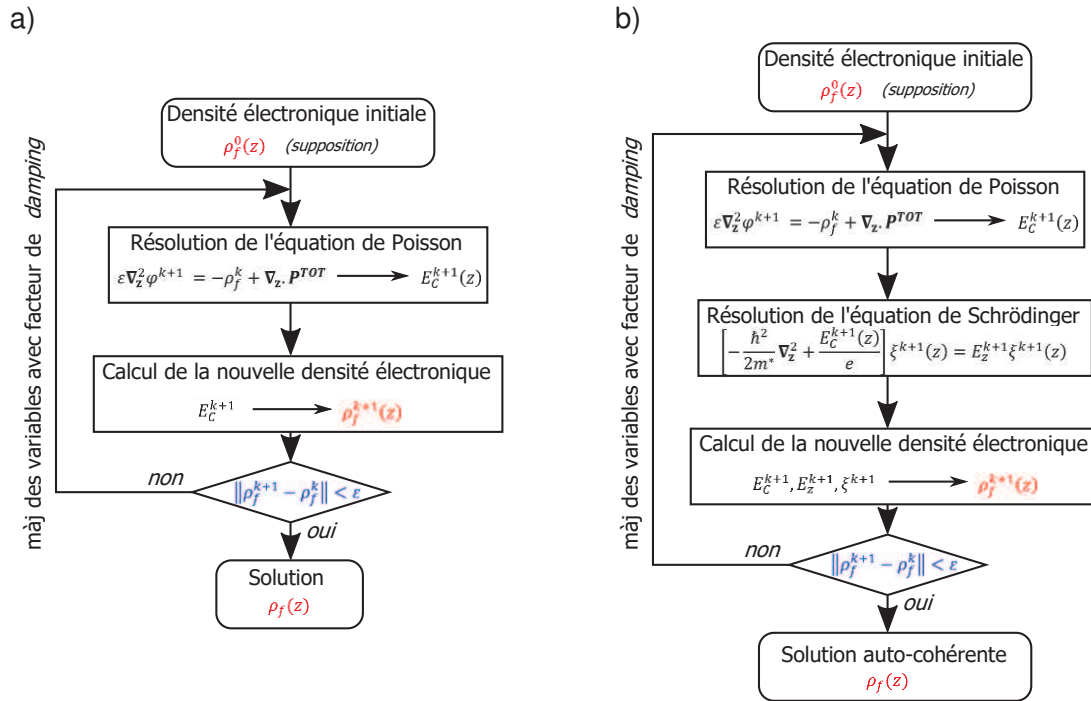 a)
Densité électronique initiale
ρ_f^0(z) (supposition)
màj des variables avec facteur de damping
Résolution de l'équation de Poisson
ε∇_z^2φ^{k+1} = −ρ_f^k + ∇_z. P^{TOT} ⟶ E_C^{k+1}(z)
Calcul de la nouvelle densité électronique
E_C^{k+1} ⟶ ρ_f^{k+1}(z)
non
‖ρ_f^{k+1} − ρ_f^k‖ < ε
oui
Solution
ρ_f(z)
b)
Densité électronique initiale
ρ_f^0(z) (supposition)
màj des variables avec facteur de damping
Résolution de l'équation de Poisson
ε∇_z^2φ^{k+1} = −ρ_f^k + ∇_z. P^{TOT} ⟶ E_C^{k+1}(z)
Résolution de l'équation de Schrödinger
[−ħ^2/2m* ∇_z^2 + E_C^{k+1}(z)/e] ξ^{k+1}(z) = E_z^{k+1}ξ^{k+1}(z)
Calcul de la nouvelle densité électronique
E_C^{k+1}, E_z^{k+1}, ξ^{k+1} ⟶ ρ_f^{k+1}(z)
non
‖ρ_f^{k+1} − ρ_f^k‖ < ε
oui
Solution auto-cohérente
ρ_f(z)